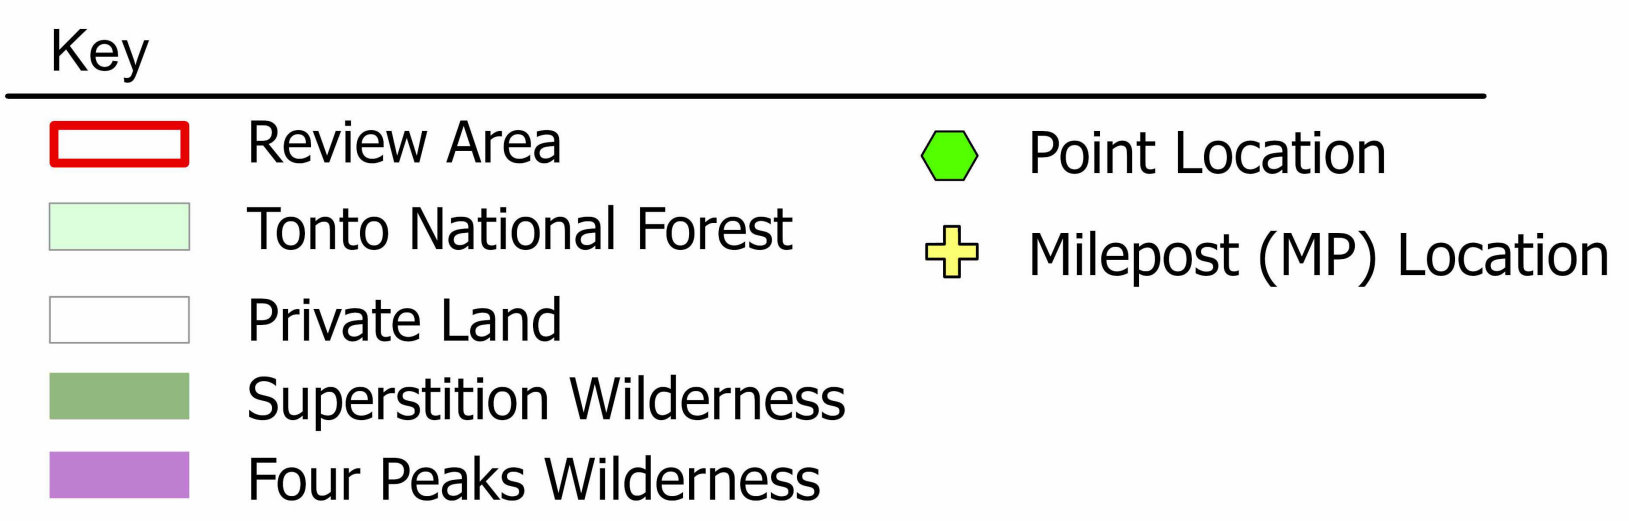 Key
Review Area
Tonto National Forest
Private Land
Superstition Wilderness
Four Peaks Wilderness
Point Location
Milepost (MP) Location